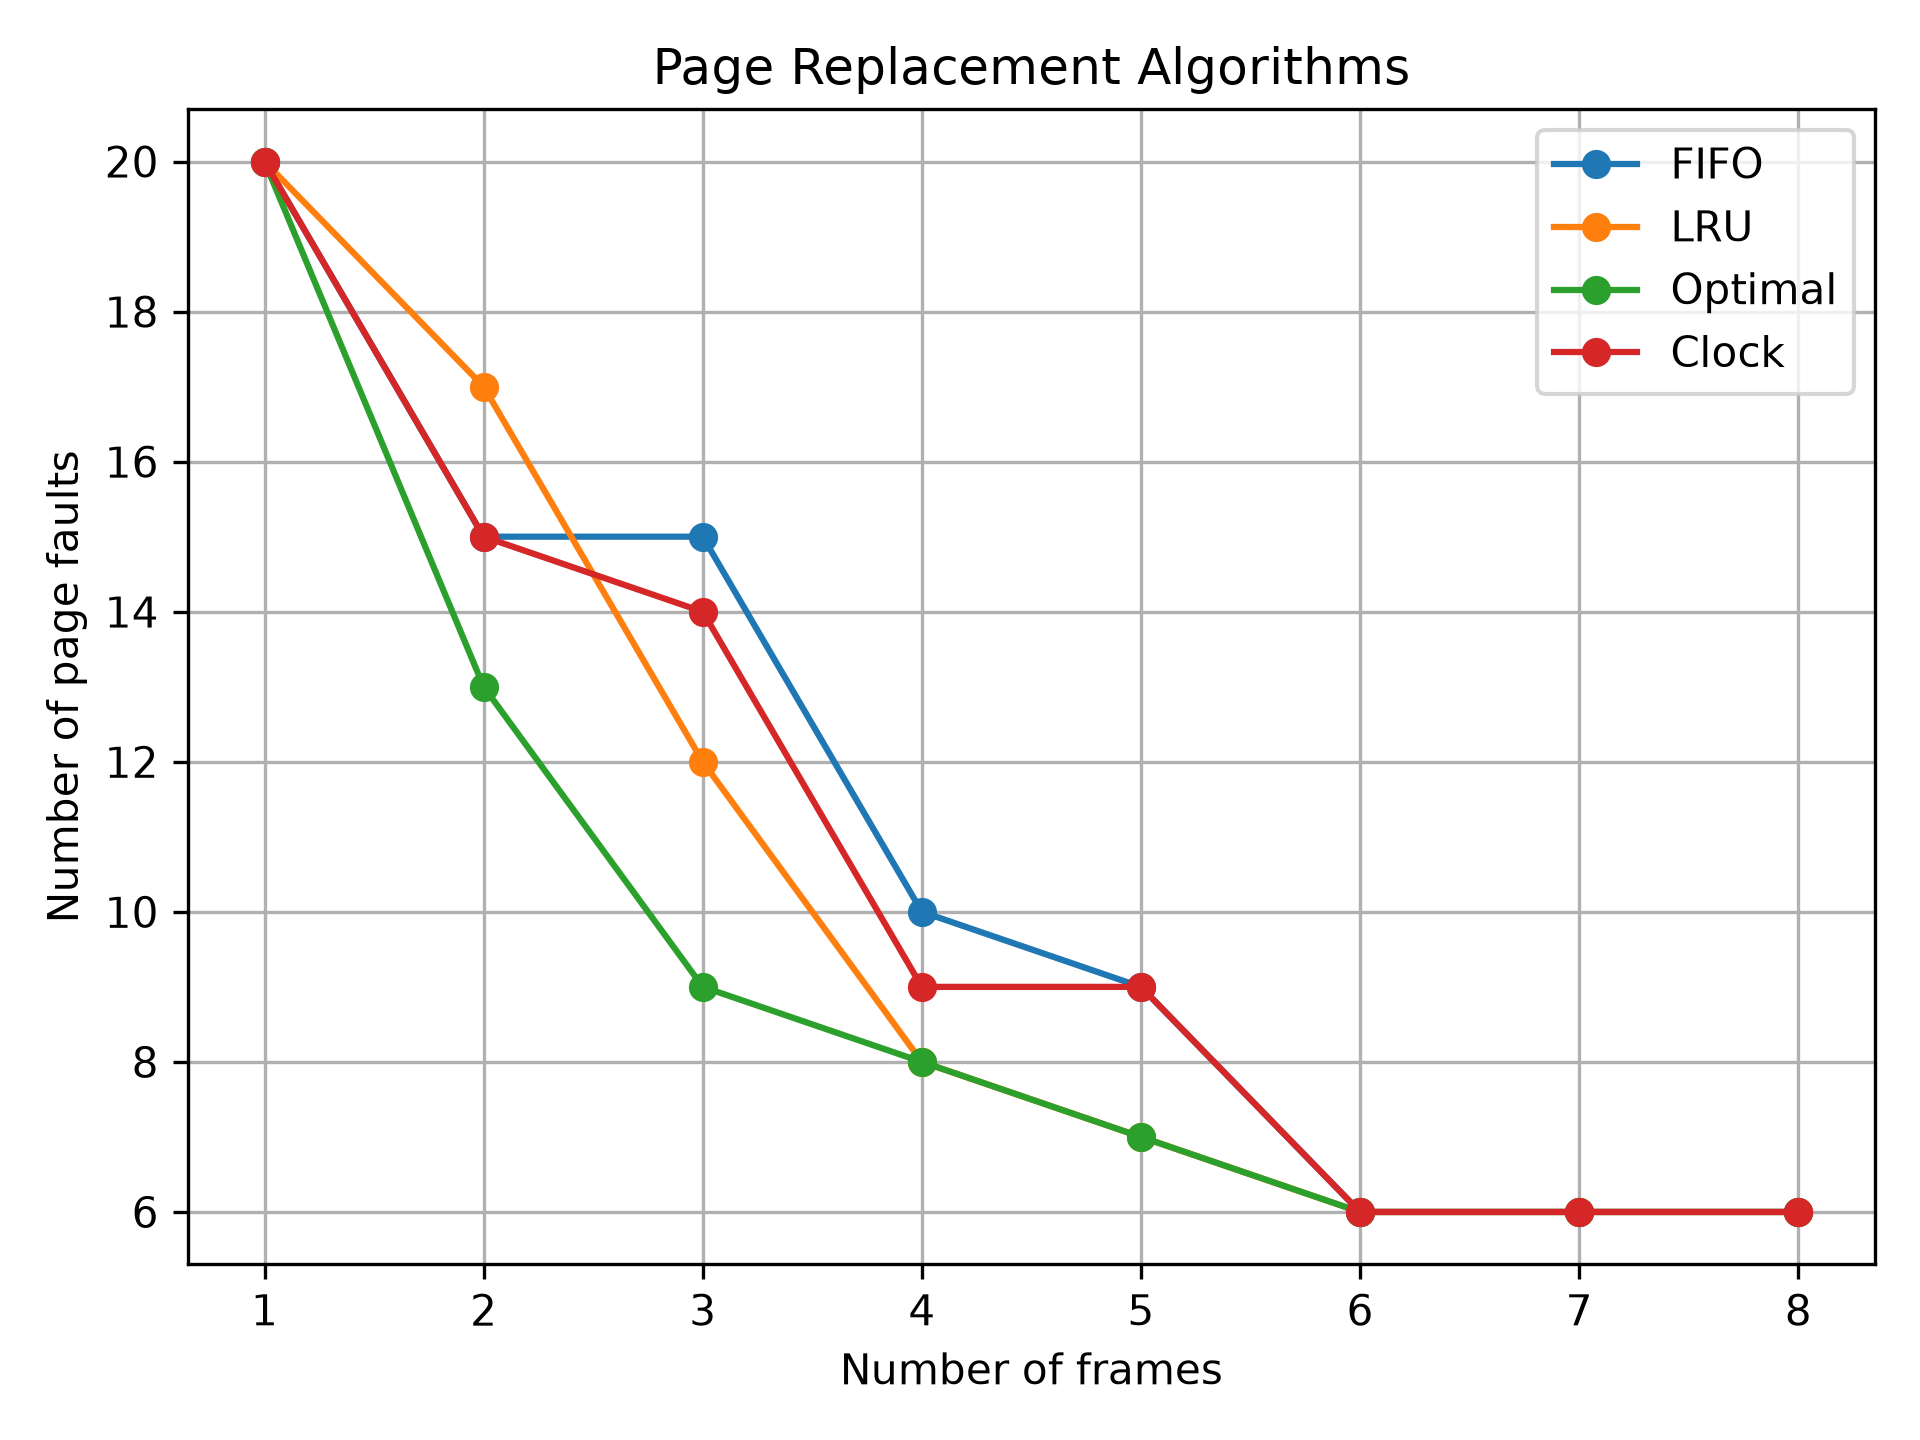 Page Replacement Algorithms
20
18
16
14
12
10
8
6
Number of page faults
FIFO
LRU
Optimal
Clock
1 2 3 4 5 6 7 8
Number of frames